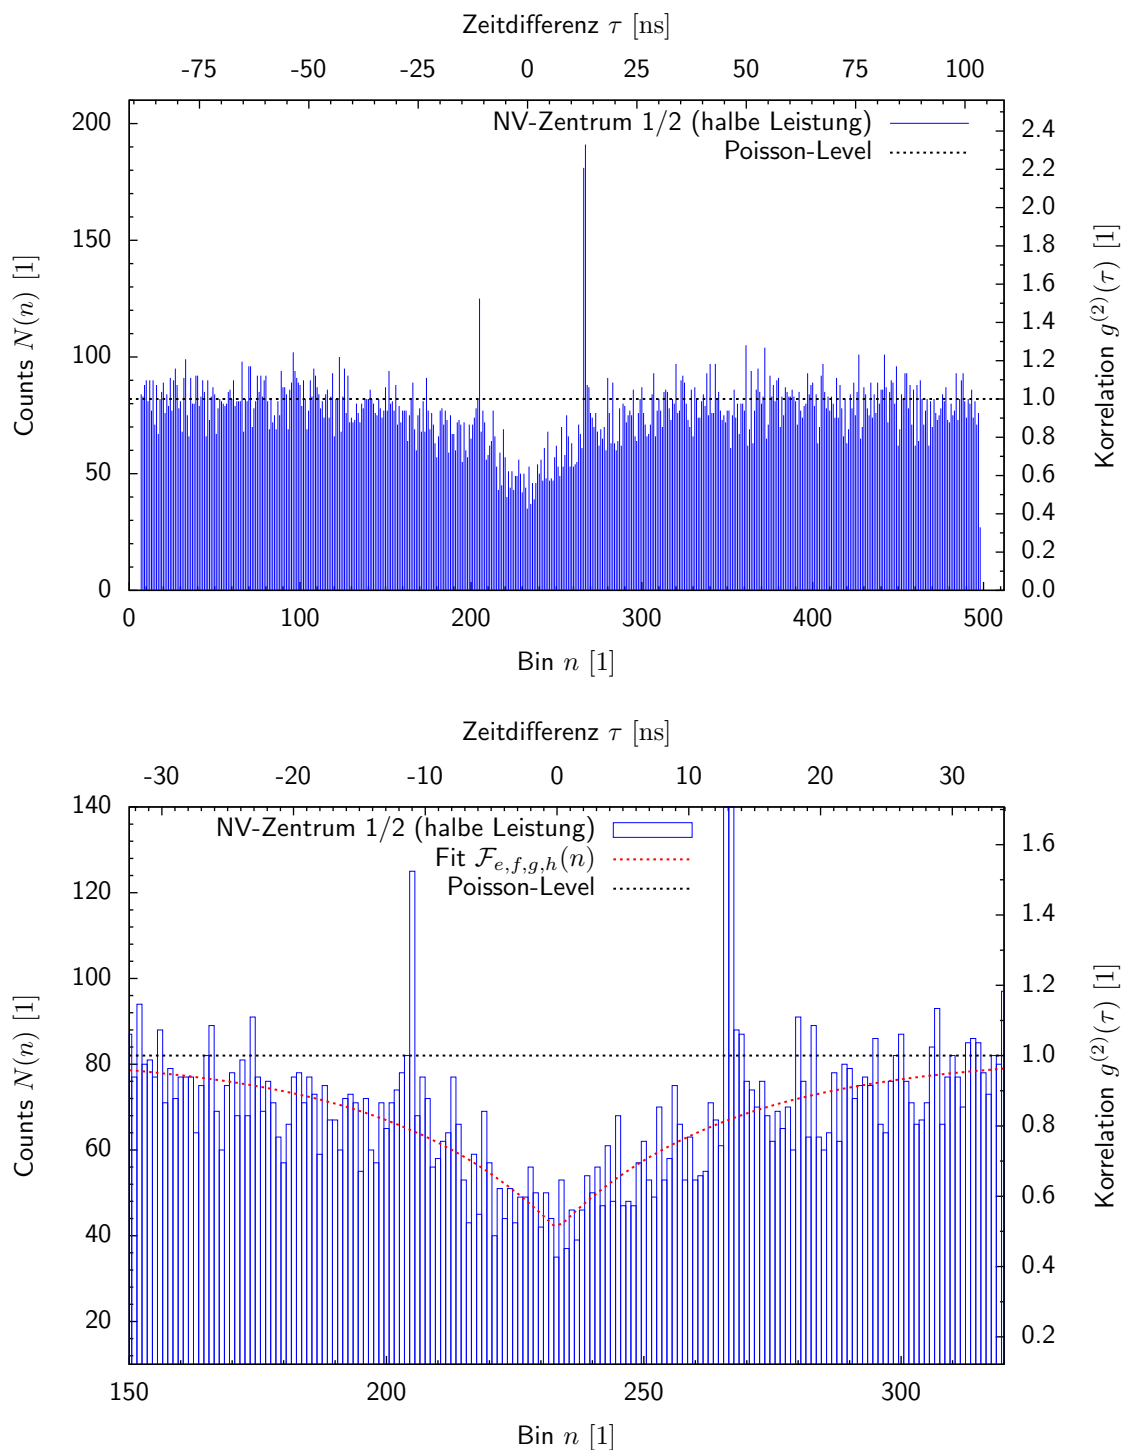 Zeitdifferenz τ [ns]
-75 -50 -25 0 25 50 75 100
200 NV-Zentrum 1/2 (halbe Leistung) 2.4
Poisson-Level 2.2
2.0
150 1.8
1.6
1.4
100 1.2
1.0
0.8
50 0.6
0.4
0.2
0 0.0
Counts N(n) [1]
Korrelation g⁽²⁾(τ) [1]
0 100 200 300 400 500
Bin n [1]
Zeitdifferenz τ [ns]
-30 -20 -10 0 10 20 30
140 NV-Zentrum 1/2 (halbe Leistung) 1.6
Fit ℱe,f,g,h(n)
120 Poisson-Level 1.4
100 1.2
80 1.0
60 0.8
0.6
40 0.4
20 0.2
Counts N(n) [1]
Korrelation g⁽²⁾(τ) [1]
150 200 250 300
Bin n [1]